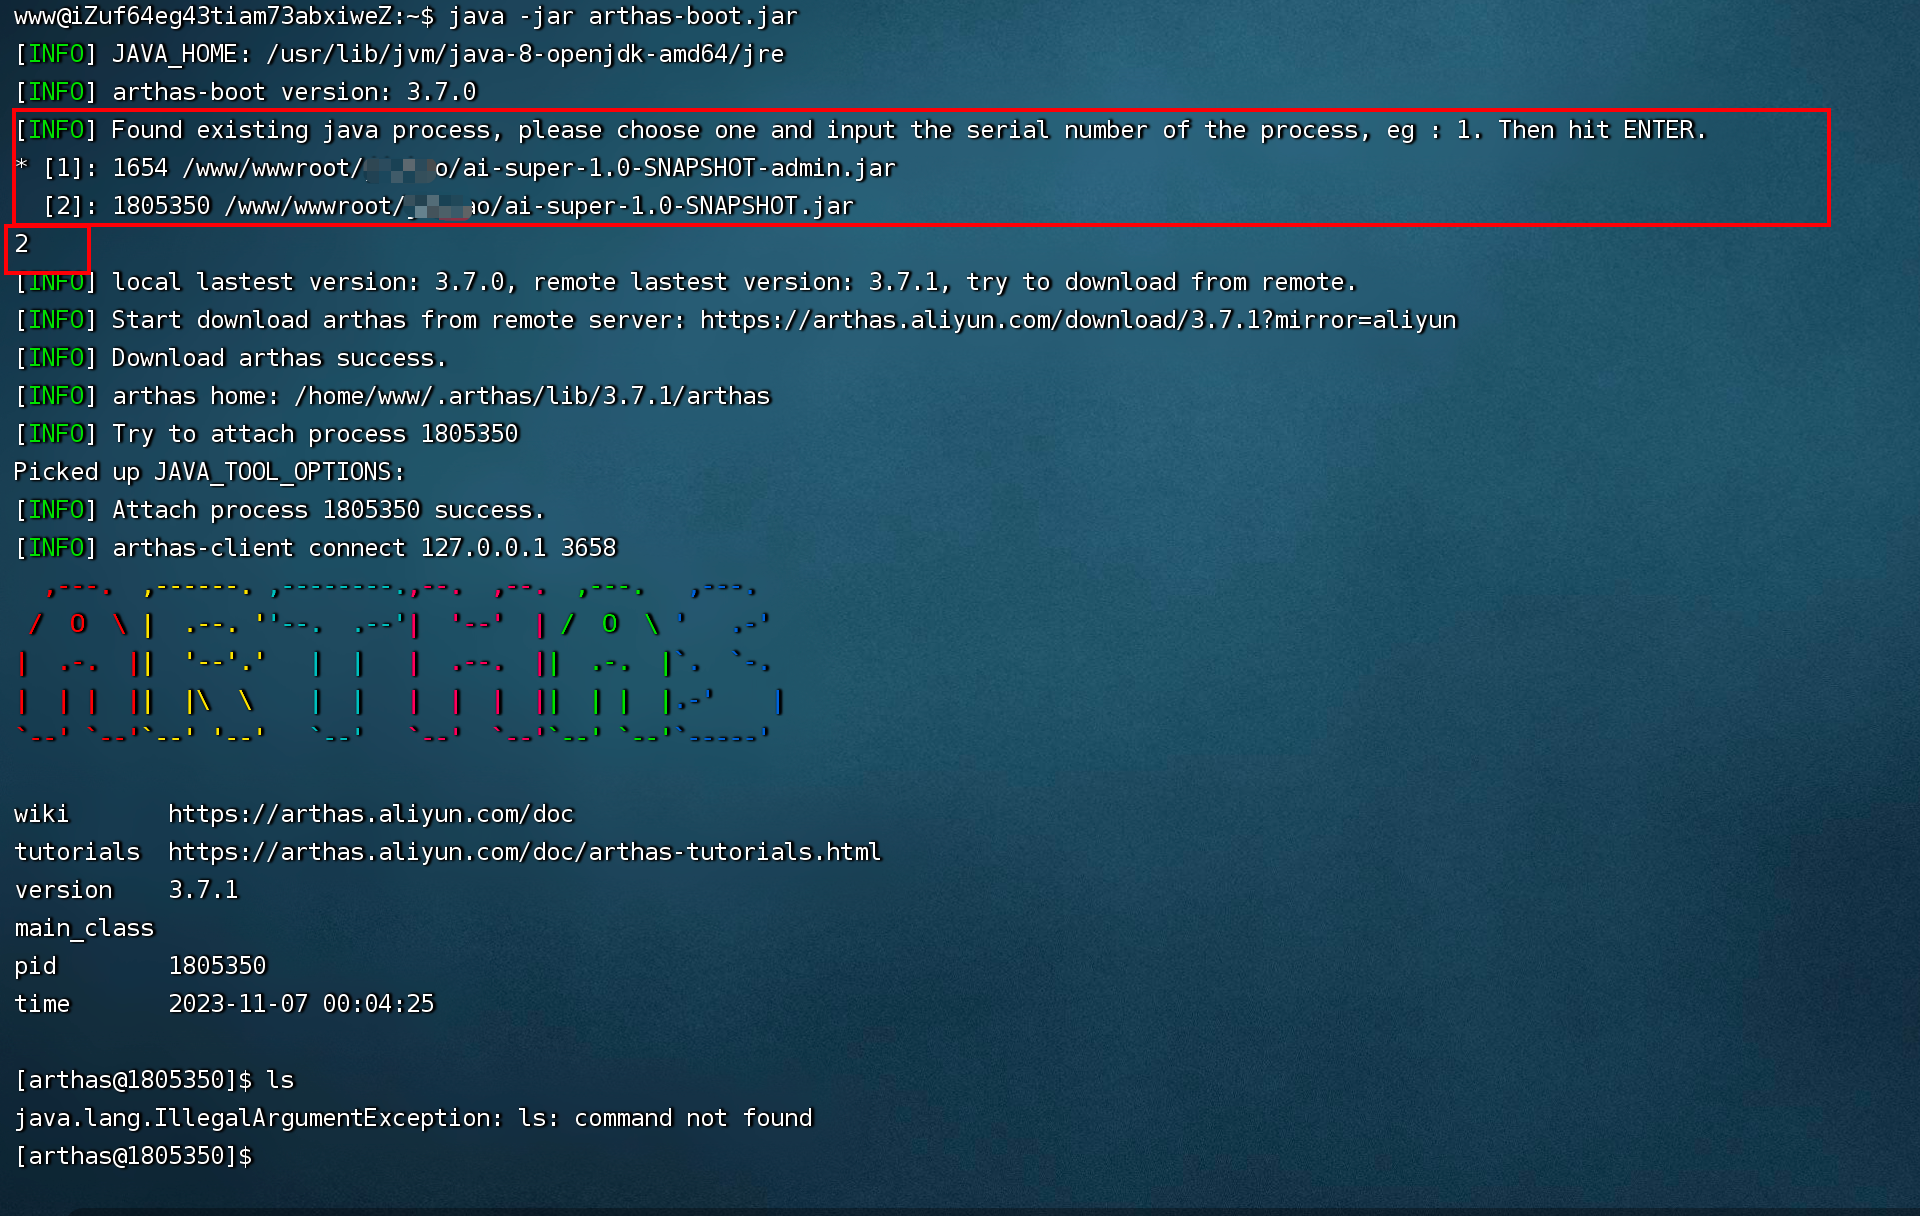 www@iZuf64eg43tiam73abxiweZ:~$ java -jar arthas-boot.jar
[INFO] JAVA_HOME: /usr/lib/jvm/java-8-openjdk-amd64/jre
[INFO] arthas-boot version: 3.7.0
[INFO] Found existing java process, please choose one and input the serial number of the process, eg : 1. Then hit ENTER.
* [1]: 1654 /www/wwwroot/ o/ai-super-1.0-SNAPSHOT-admin.jar
[2]: 1805350 /www/wwwroot/ ao/ai-super-1.0-SNAPSHOT.jar
2
[INFO] local lastest version: 3.7.0, remote lastest version: 3.7.1, try to download from remote.
[INFO] Start download arthas from remote server: https://arthas.aliyun.com/download/3.7.1?mirror=aliyun
[INFO] Download arthas success.
[INFO] arthas home: /home/www/.arthas/lib/3.7.1/arthas
[INFO] Try to attach process 1805350
Picked up JAVA_TOOL_OPTIONS:
[INFO] Attach process 1805350 success.
[INFO] arthas-client connect 127.0.0.1 3658
ARTHAS
wiki https://arthas.aliyun.com/doc
tutorials https://arthas.aliyun.com/doc/arthas-tutorials.html
version 3.7.1
main_class
pid 1805350
time 2023-11-07 00:04:25
[arthas@1805350]$ ls
java.lang.IllegalArgumentException: ls: command not found
[arthas@1805350]$